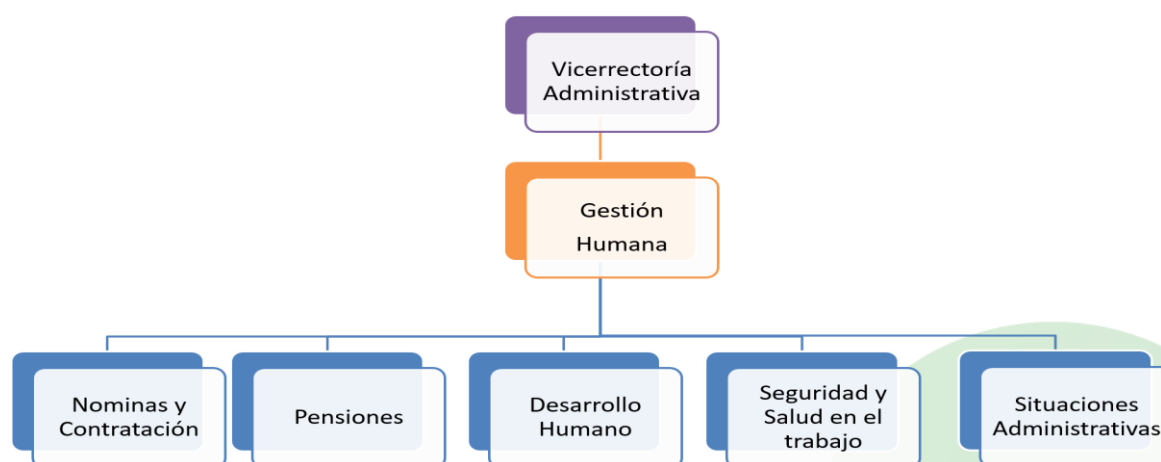 Vicerrectoría
Administrativa
Gestión
Humana
Nominas y
Contratación
Pensiones
Desarrollo
Humano
Seguridad y
Salud en el
trabajo
Situaciones
Administrativas